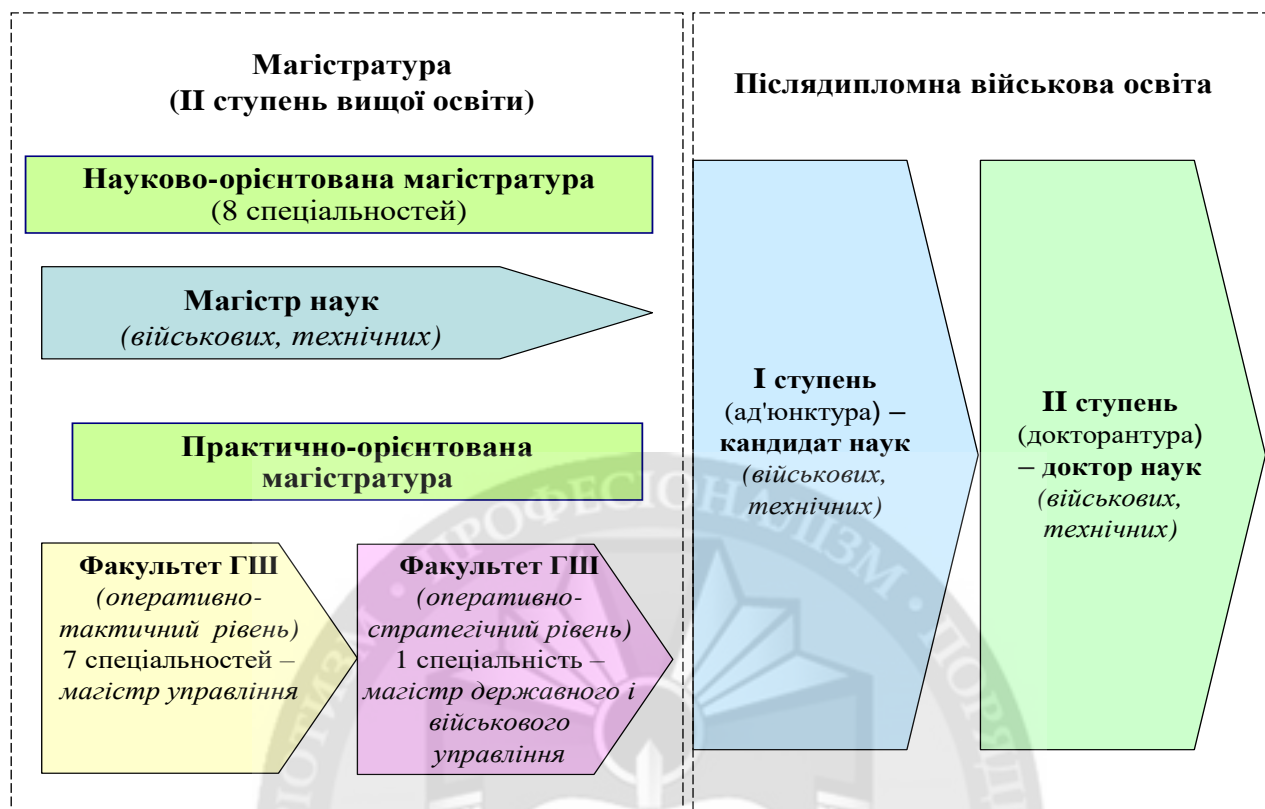 Магістратура
(ІІ ступень вищої освіти)
Науково-орієнтована магістратура
(8 спеціальностей)
Магістр наук
(військових, технічних)
Практично-орієнтована
магістратура
Факультет ГШ
(оперативно-
тактичний рівень)
7 спеціальностей –
магістр управління
Факультет ГШ
(оперативно-
стратегічний рівень)
1 спеціальність –
магістр державного і
військового
управління
Післядипломна військова освіта
І ступень
(ад'юнктура) –
кандидат наук
(військових,
технічних)
ІІ ступень
(докторантура)
– доктор наук
(військових,
технічних)
ПРОФЕСІОНАЛІЗМ